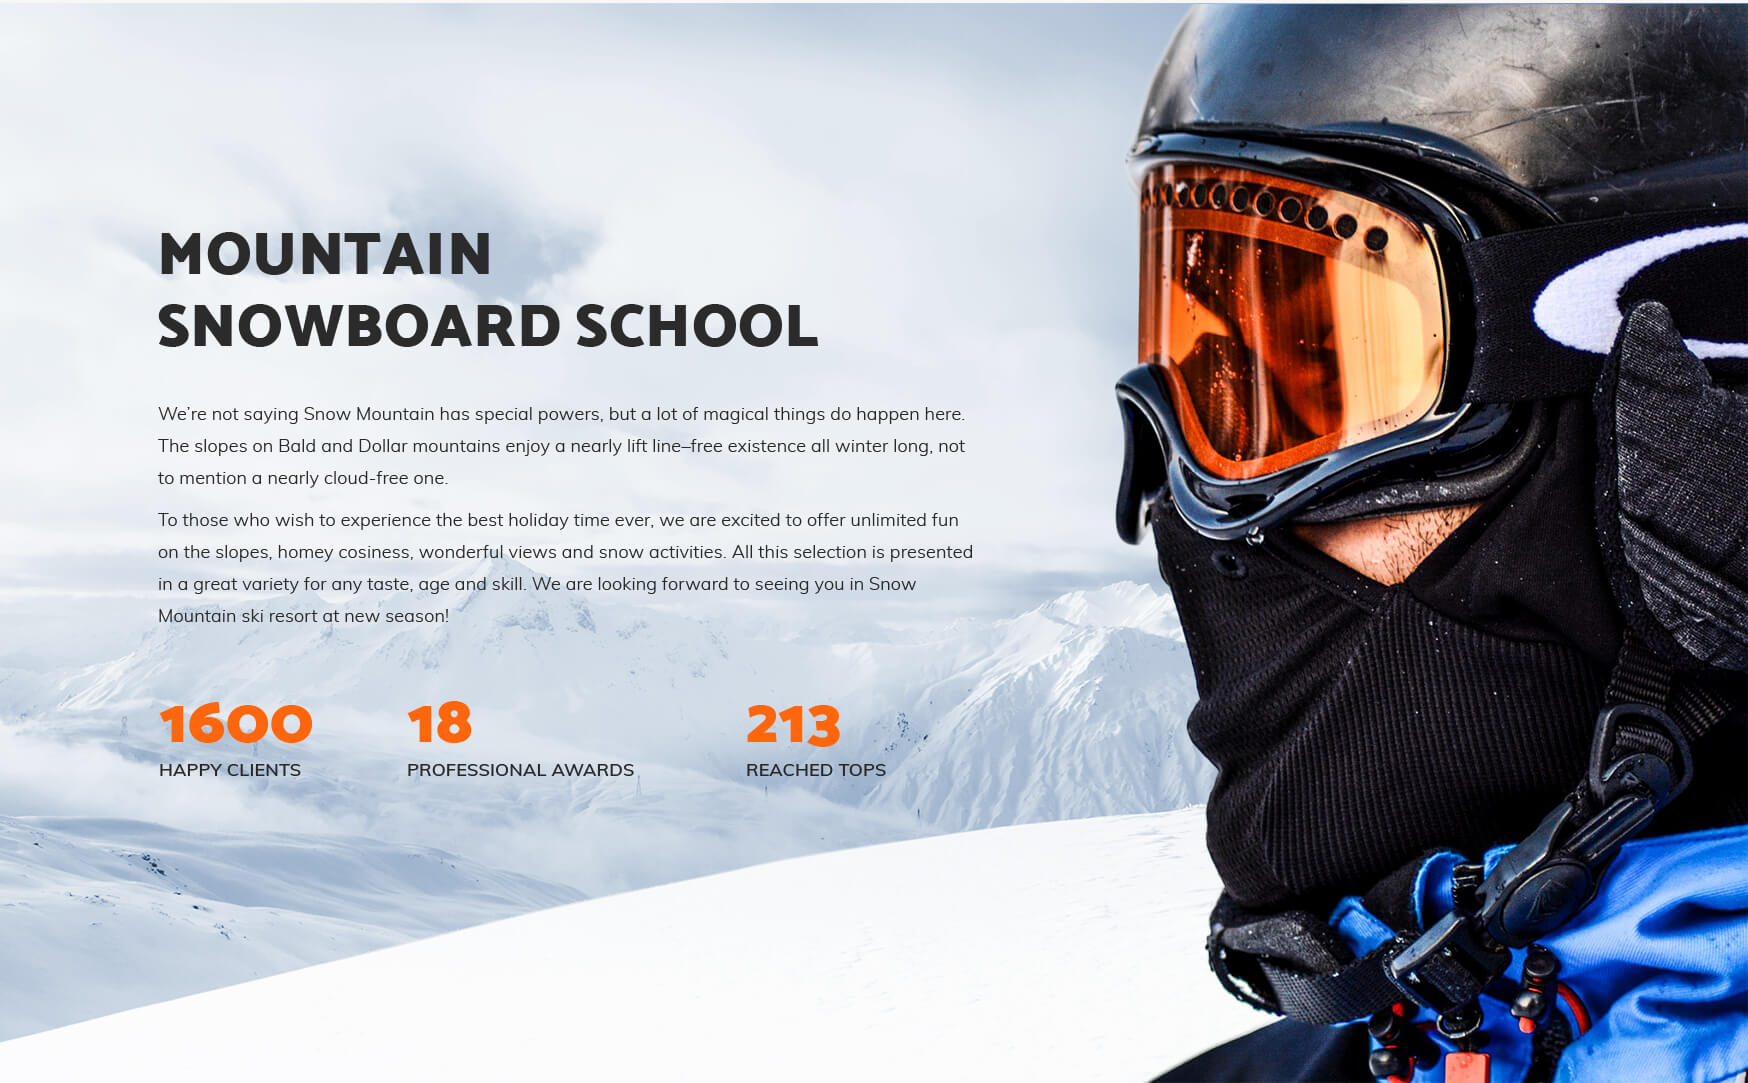 MOUNTAIN
SNOWBOARD SCHOOL
We’re not saying Snow Mountain has special powers, but a lot of magical things do happen here.
The slopes on Bald and Dollar mountains enjoy a nearly lift line–free existence all winter long, not
to mention a nearly cloud-free one.
To those who wish to experience the best holiday time ever, we are excited to offer unlimited fun
on the slopes, homey cosiness, wonderful views and snow activities. All this selection is presented
in a great variety for any taste, age and skill. We are looking forward to seeing you in Snow
Mountain ski resort at new season!
1600 18 213
HAPPY CLIENTS PROFESSIONAL AWARDS REACHED TOPS